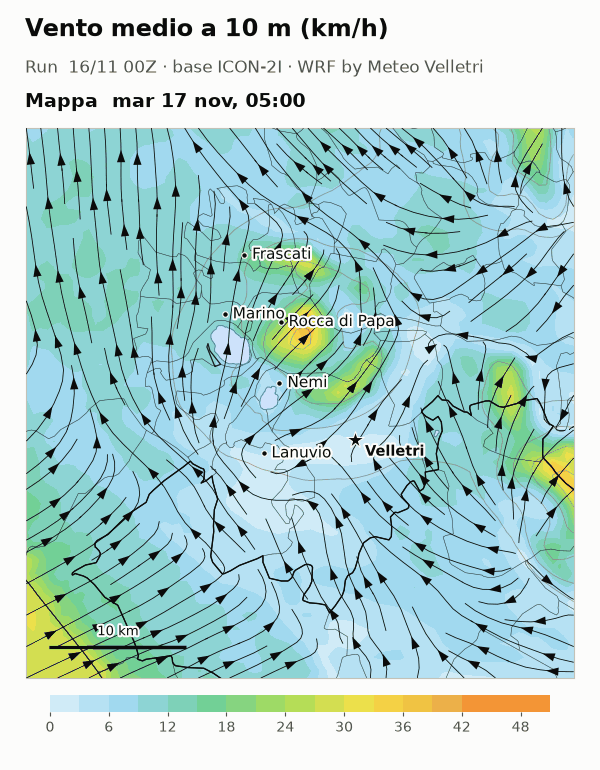 Vento medio a 10 m (km/h)
Run  16/11 00Z · base ICON-2I · WRF by Meteo Velletri
Mappa  mar 17 nov, 05:00
Frascati
Marino
Rocca di Papa
Nemi
Velletri
Lanuvio
10 km
0 6 12 18 24 30 36 42 48